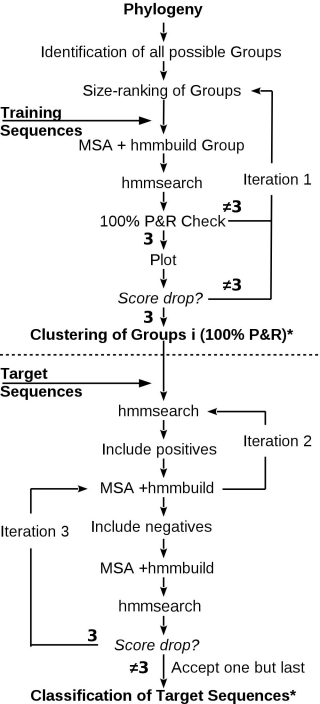 Phylogeny
Identification of all possible Groups
Size-ranking of Groups
Training
Sequences
MSA + hmmbuild Group
Iteration 1
hmmsearch
≠3
100% P&R Check
3
Plot
≠3
Score drop?
3
Clustering of Groups i (100% P&R)*
Target
Sequences
hmmsearch
Iteration 2
Include positives
MSA +hmmbuild
Iteration 3
Include negatives
MSA +hmmbuild
hmmsearch
3
Score drop?
≠3 Accept one but last
Classification of Target Sequences*